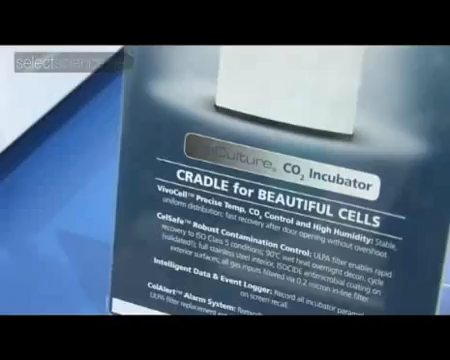 selectscience
Culture® CO2 Incubator
CRADLE for BEAUTIFUL CELLS
VivoCell™ Precise Temp, CO2 Control and High Humidity: Stable,
uniform distribution; fast recovery after door opening without overshoot.
CelSafe™ Robust Contamination Control: ULPA filter enables rapid
recovery to ISO Class 5 conditions; 90°C wet heat overnight decon. cycle
(validated); full stainless steel interior, ISOCIDE antimicrobial coating on
exterior surfaces; all gas inputs filtered via 0.2 micron in-line filter
Intelligent Data & Event Logger: Record all incubator
on screen recall.
CelAlert™ Alarm System:
ULPA filter replacement